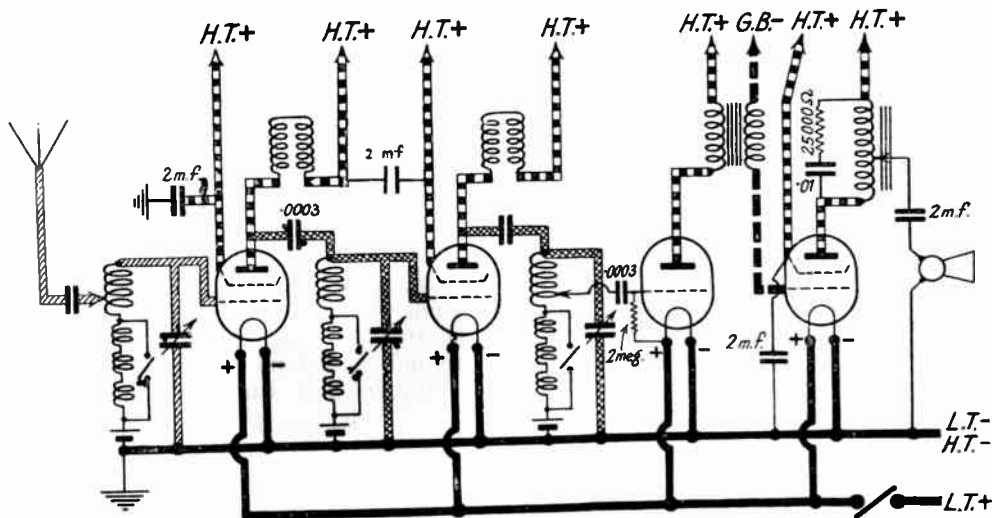 H.T.+ H.T.+ H.T.+ H.T.+ H.T.+ G.B.- H.T.+ H.T.+
25000Ω
2 m.f.
2 mf
.01
.0003
2 m.f.
.0003
+ - + - 2 meg. + - 2 m.f. + -
L.T.-
H.T.-
L.T.+